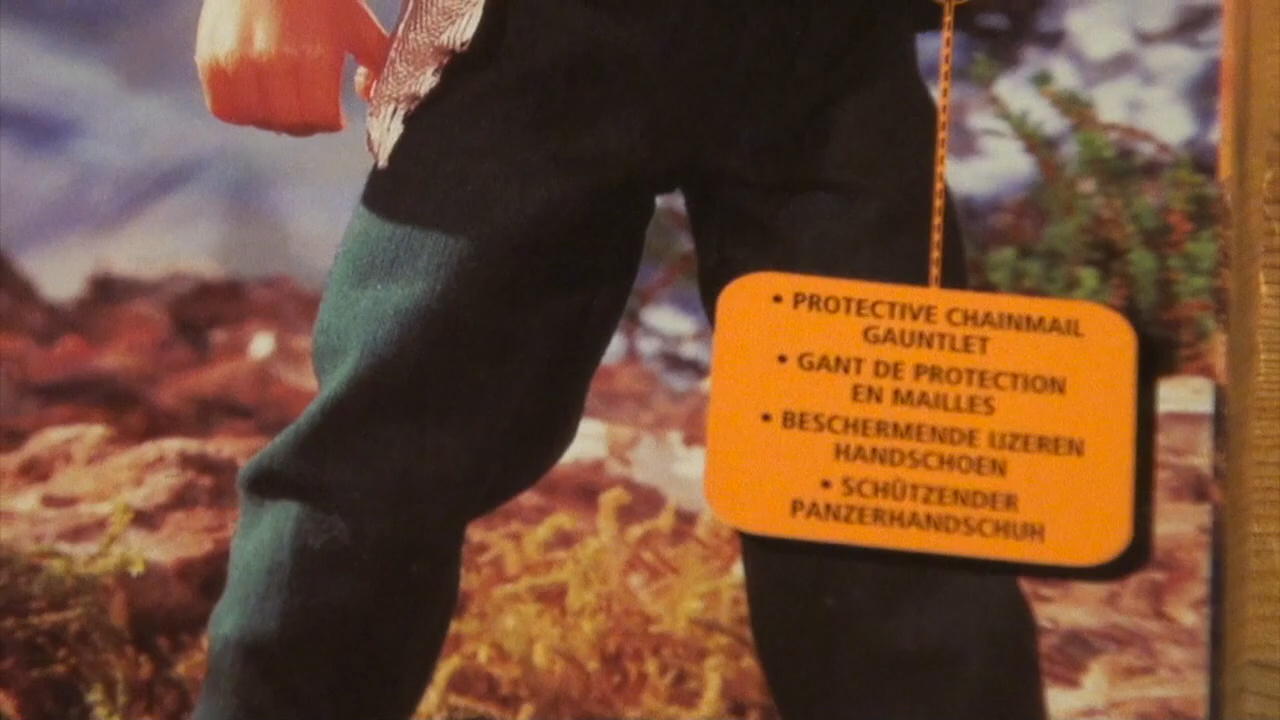 • PROTECTIVE CHAINMAIL
GAUNTLET
• GANT DE PROTECTION
EN MAILLES
• BESCHERMENDE IJZEREN
HANDSCHOEN
• SCHÜTZENDER
PANZERHANDSCHUH